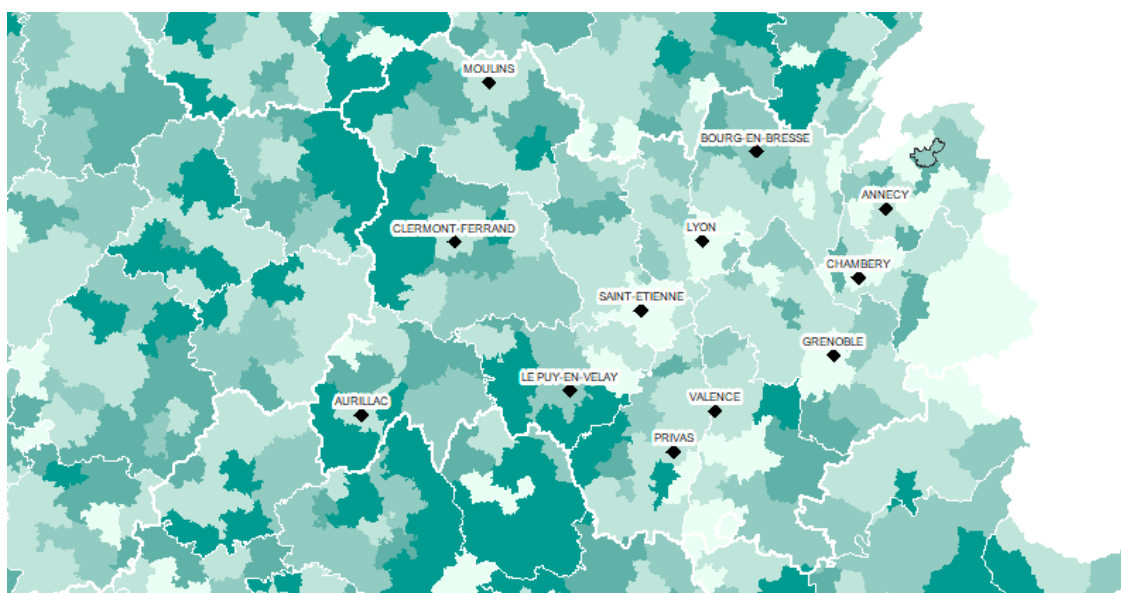 MOULINS
BOURG-EN-BRESSE
ANNECY
CLERMONT-FERRAND
LYON
CHAMBERY
SAINT-ETIENNE
GRENOBLE
LE PUY-EN-VELAY
AURILLAC
VALENCE
PRIVAS